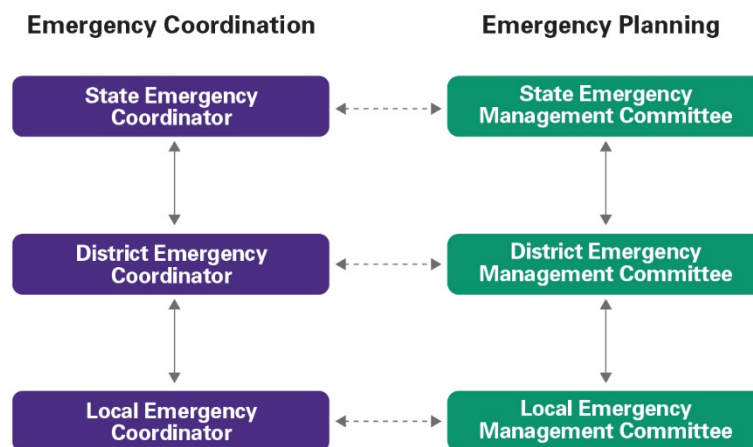 Emergency Coordination
Emergency Planning
State Emergency
Coordinator
State Emergency
Management Committee
District Emergency
Coordinator
District Emergency
Management Committee
Local Emergency
Coordinator
Local Emergency
Management Committee